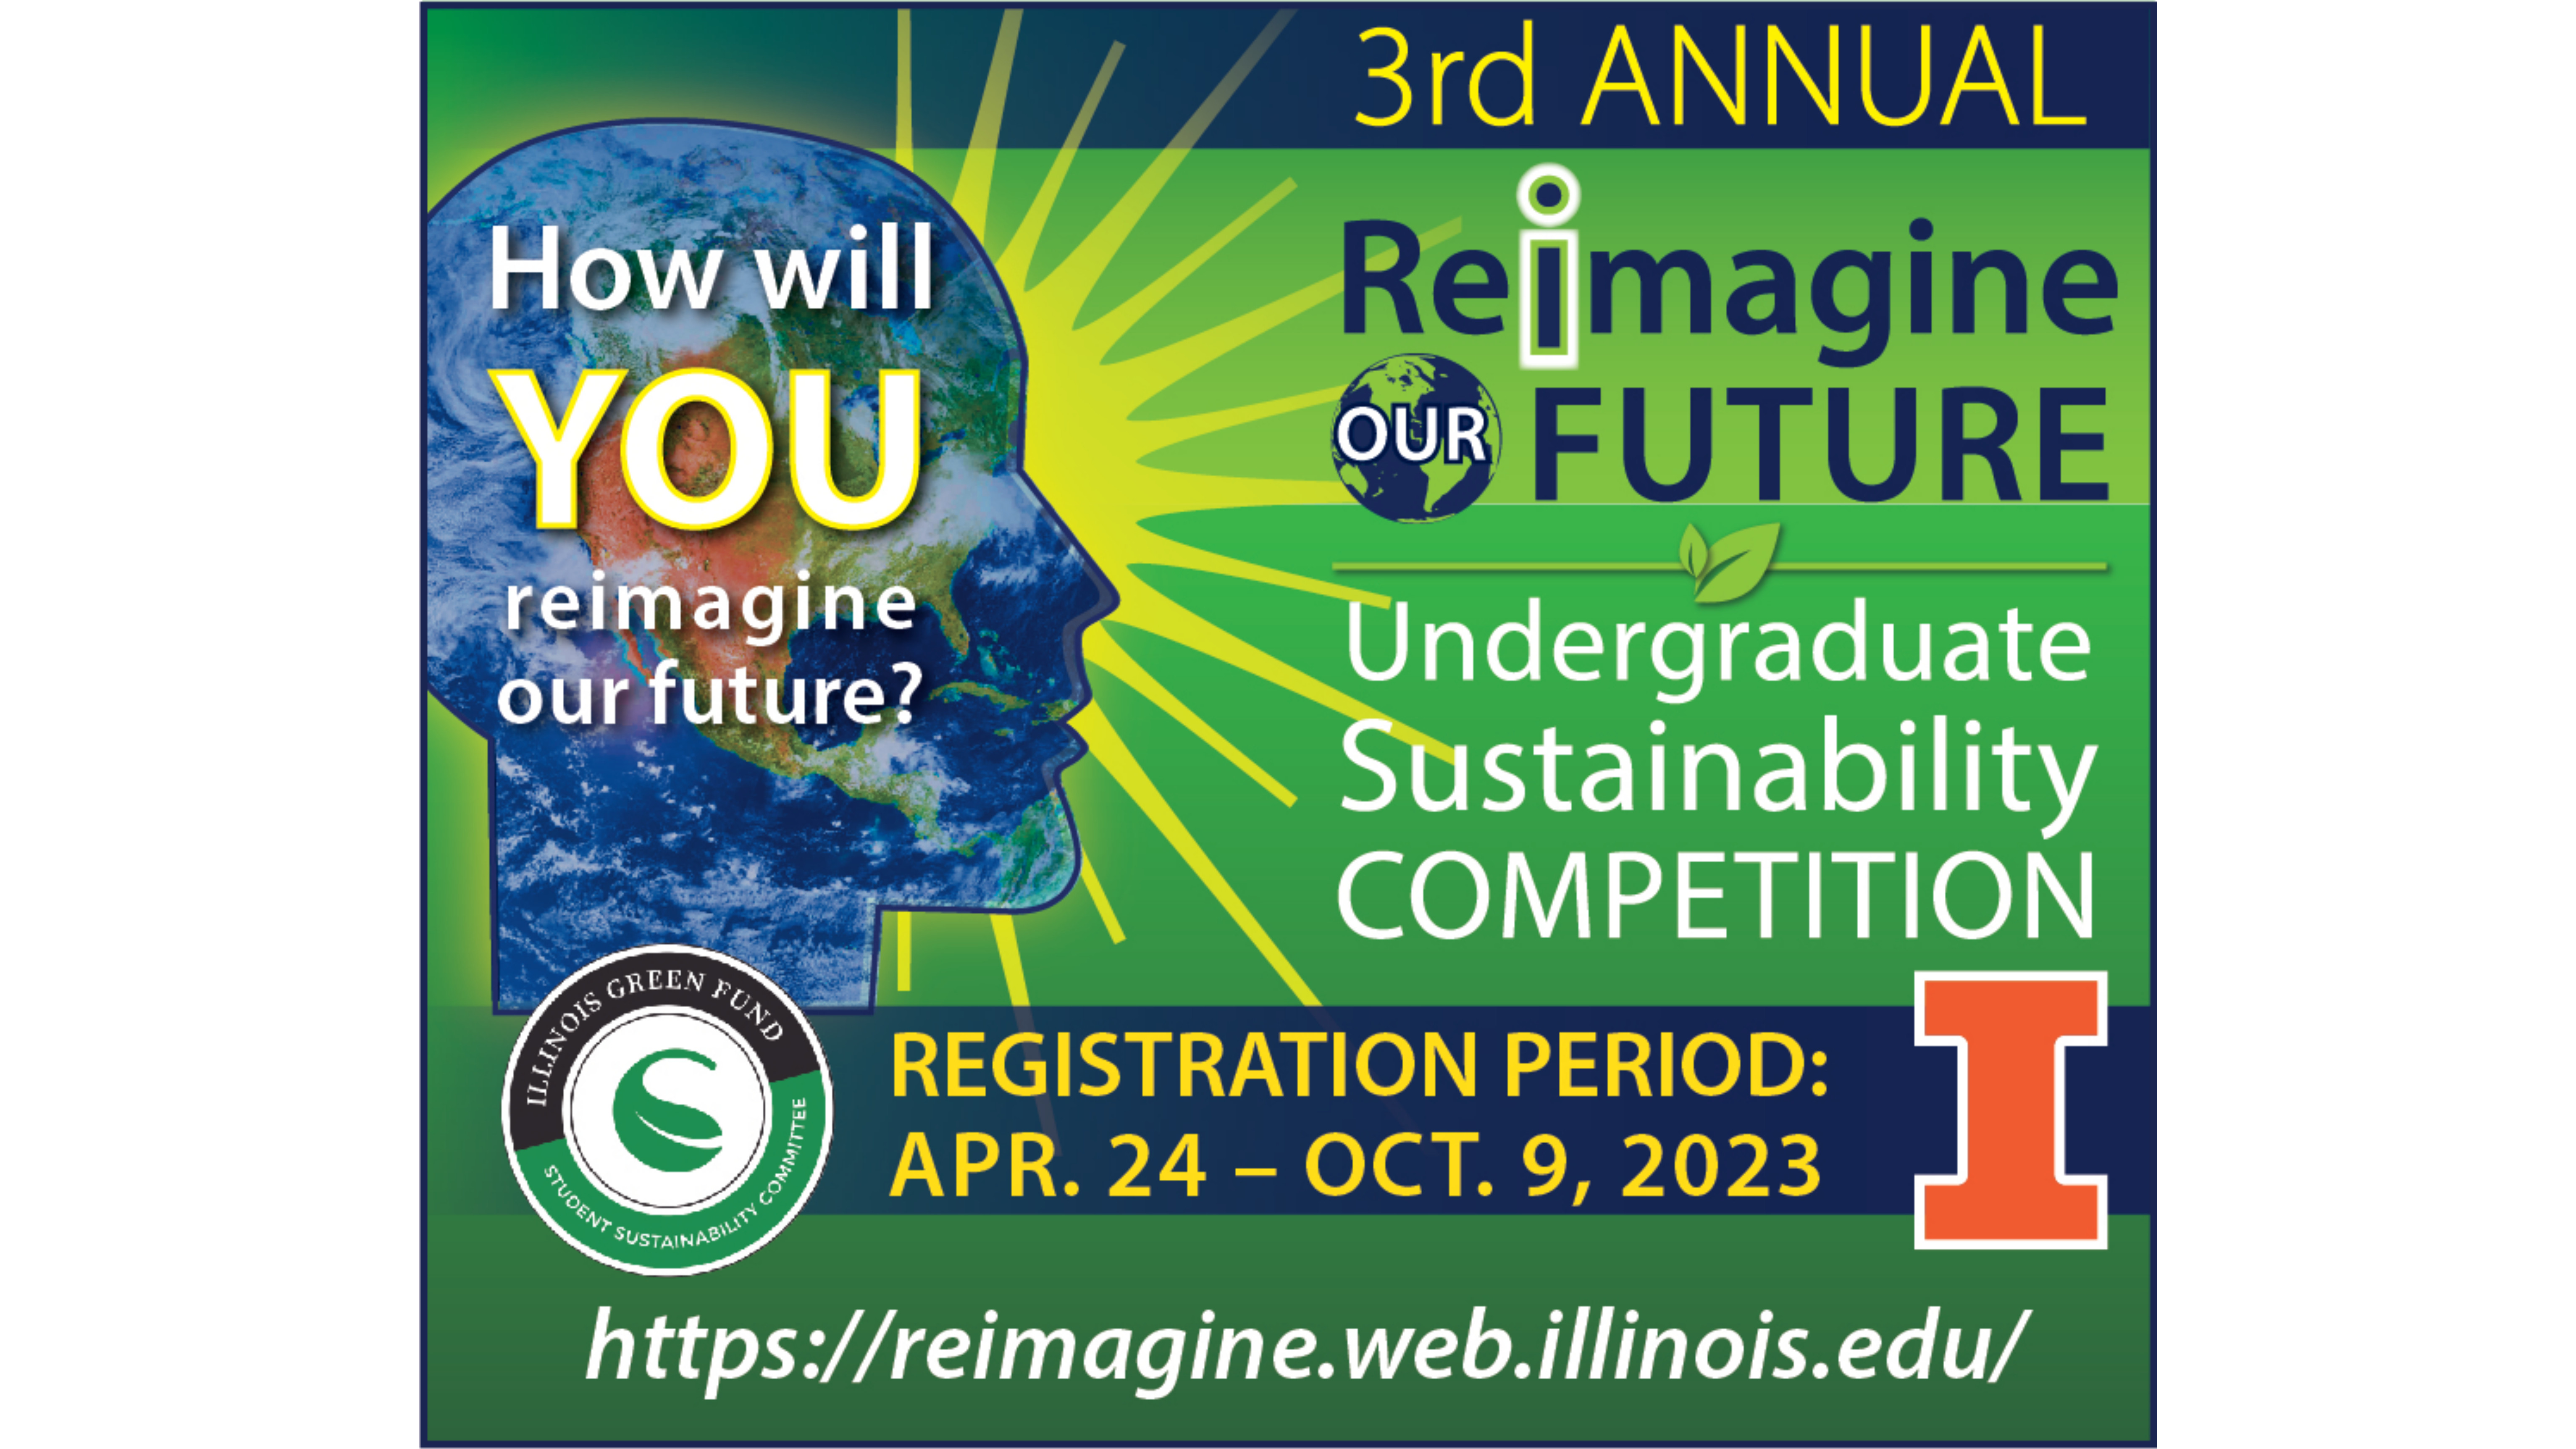 3rd ANNUAL
Reimagine
OUR FUTURE
Undergraduate
Sustainability
COMPETITION
How will
YOU
reimagine
our future?
ILLINOIS GREEN FUND
STUDENT SUSTAINABILITY COMMITTEE
REGISTRATION PERIOD:
APR. 24 – OCT. 9, 2023
I
https://reimagine.web.illinois.edu/